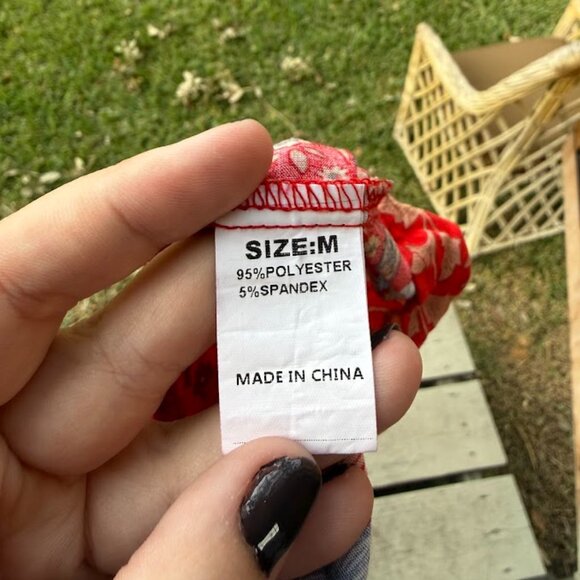 SIZE:M
95%POLYESTER
5%SPANDEX
MADE IN CHINA